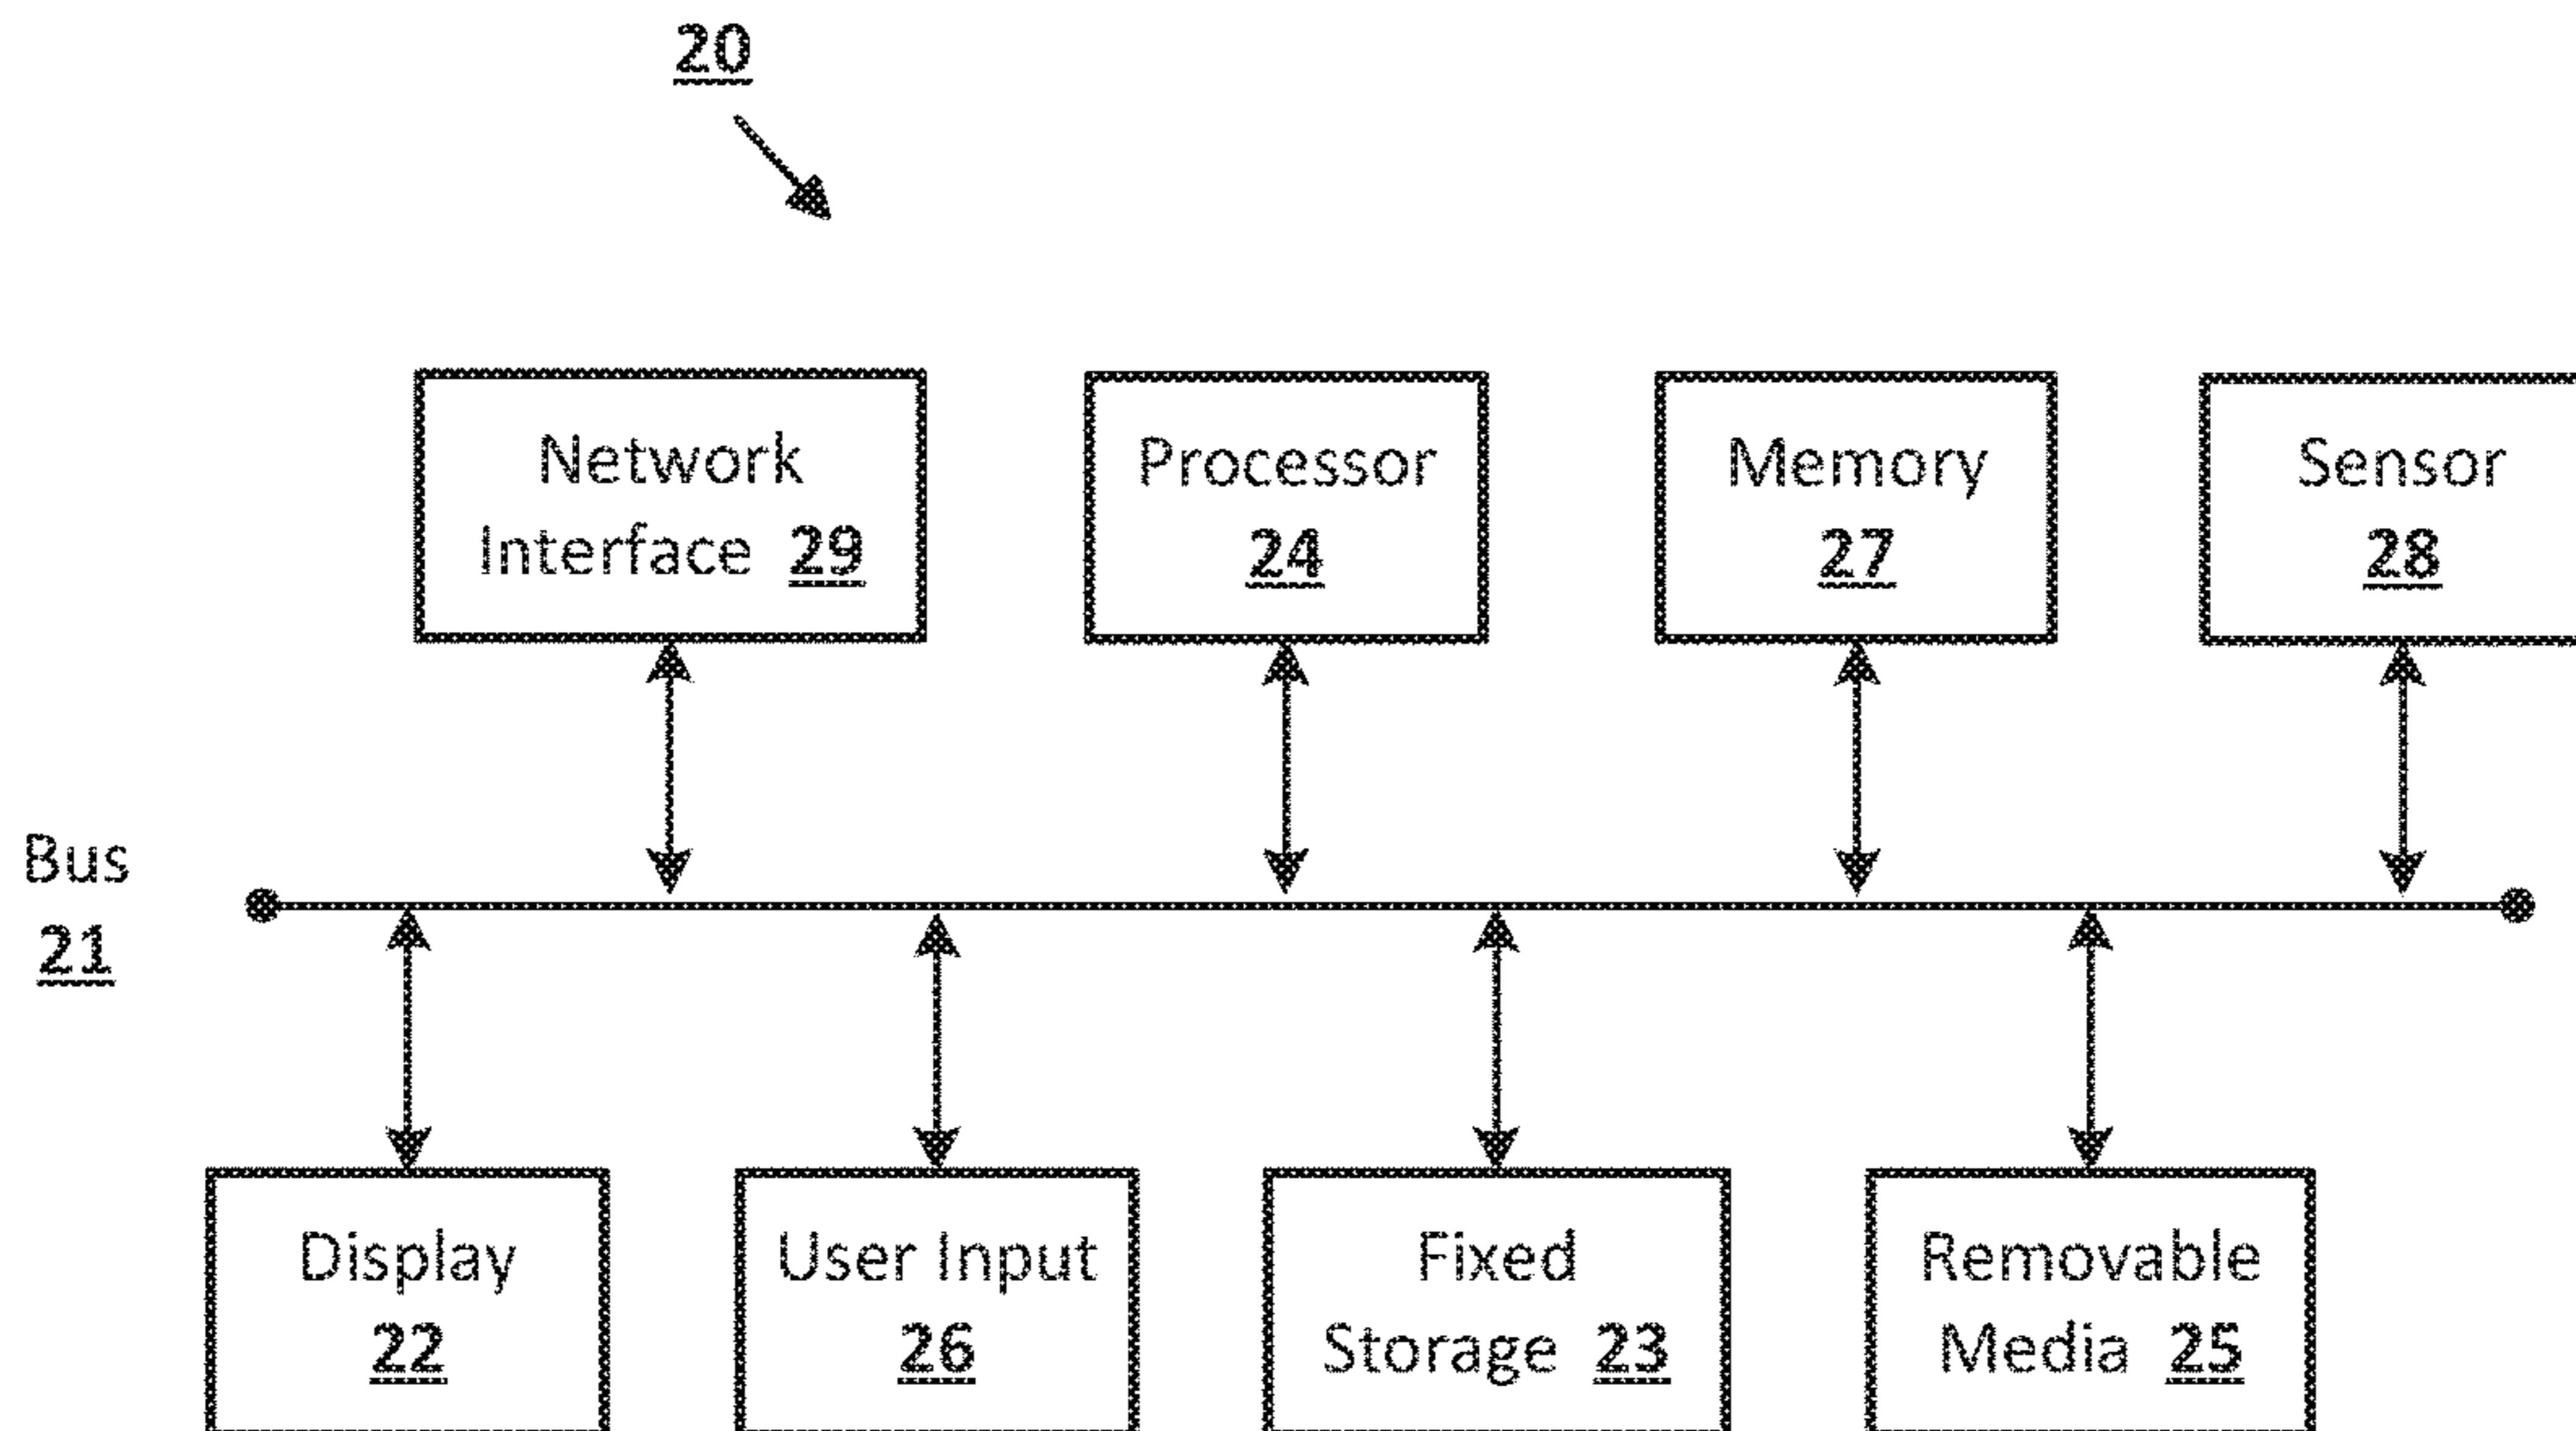 20
Network
Interface 29
Processor
24
Memory
27
Sensor
28
Bus
21
Display
22
User Input
26
Fixed
Storage 23
Removable
Media 25